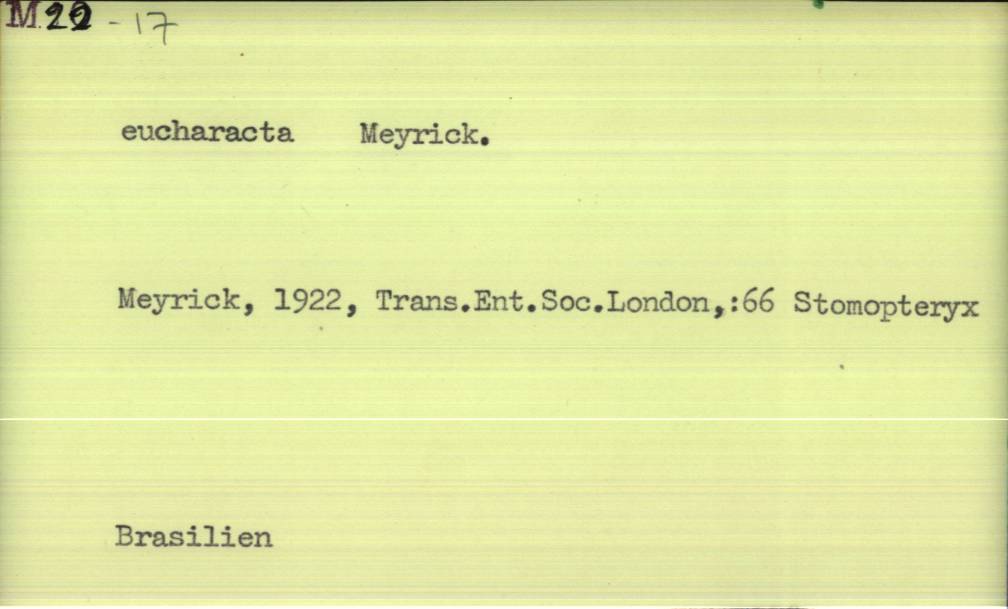 M.22 - 17
eucharacta Meyrick.
Meyrick, 1922, Trans.Ent.Soc.London,:66 Stomopteryx
Brasilien